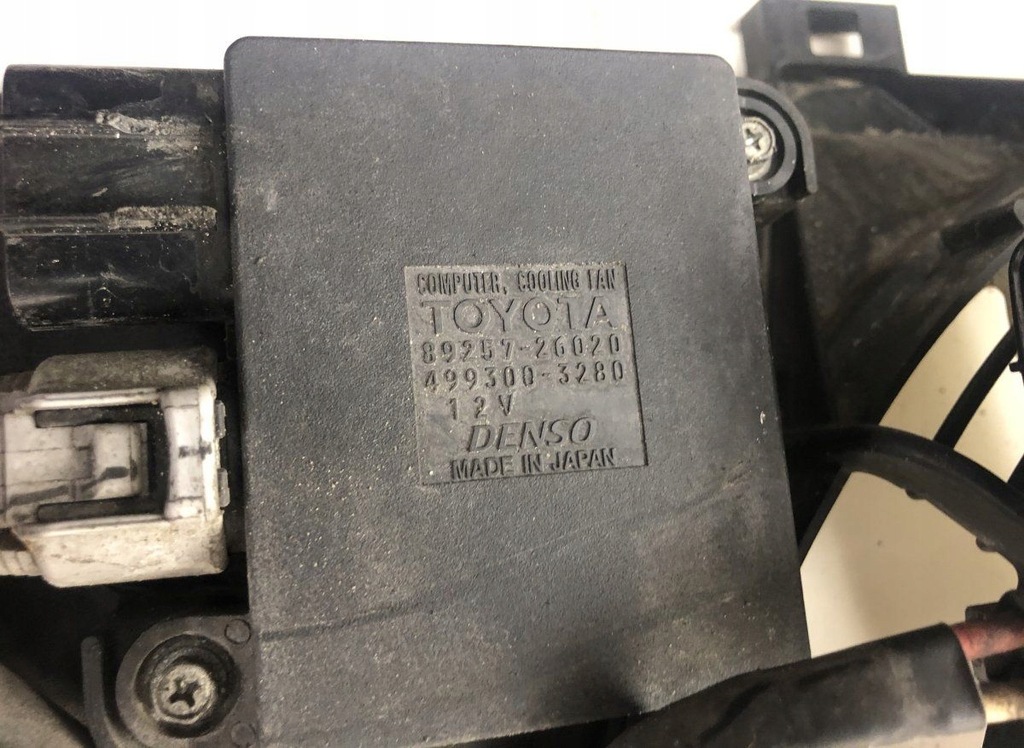 COMPUTER, COOLING FAN
TOYOTA
89257-26020
499300-3280
12V
DENSO
MADE IN JAPAN